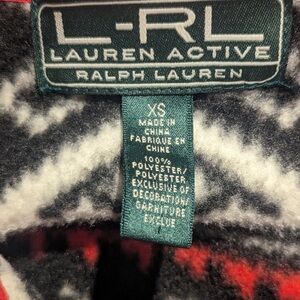 L-RL
LAUREN ACTIVE
RALPH LAUREN
XS
MADE IN
CHINA
FABRIQUE EN
CHINE
100%
POLYESTER/
POLYESTER
EXCLUSIVE OF
DECORATION/
GARNITURE
EXCLUE